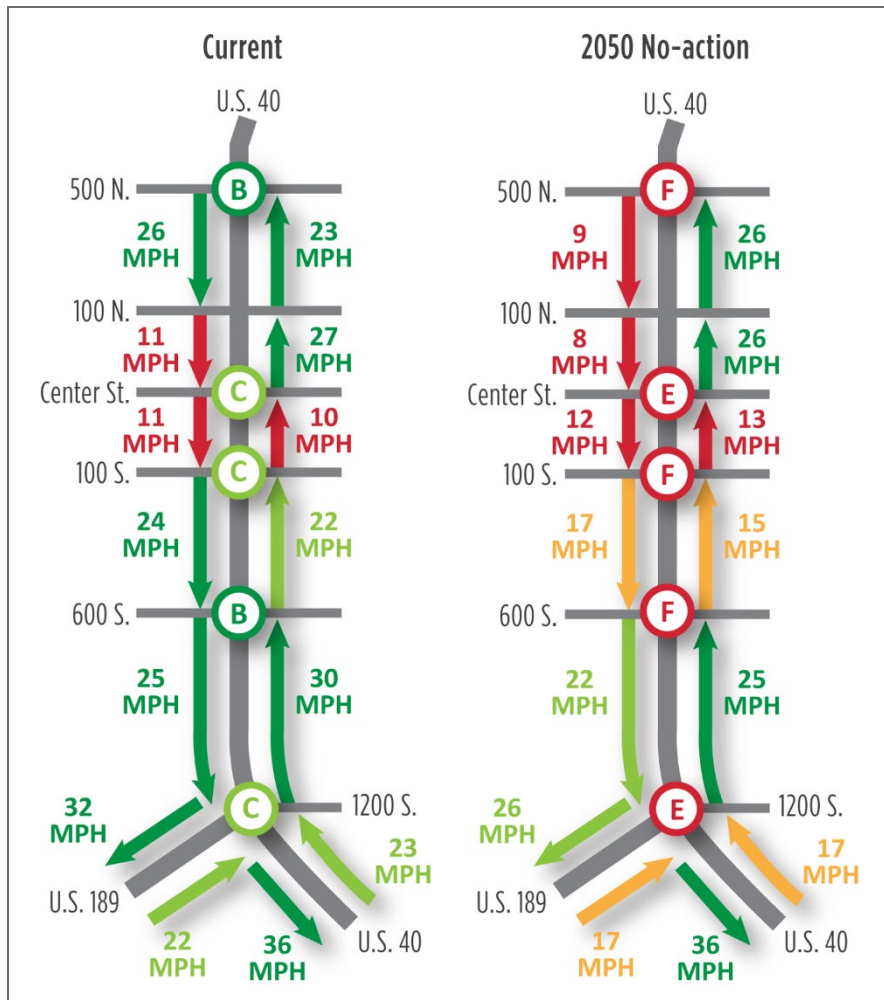 Current
U.S. 40
500 N.
B
26
MPH
23
MPH
100 N.
11
MPH
27
MPH
Center St.
C
11
MPH
10
MPH
100 S.
C
24
MPH
22
MPH
600 S.
B
25
MPH
30
MPH
C
1200 S.
32
MPH
23
MPH
U.S. 189
U.S. 40
22
MPH
36
MPH
2050 No-action
U.S. 40
500 N.
F
9
MPH
26
MPH
100 N.
8
MPH
26
MPH
Center St.
E
12
MPH
13
MPH
100 S.
F
17
MPH
15
MPH
600 S.
F
22
MPH
25
MPH
E
1200 S.
26
MPH
17
MPH
U.S. 189
U.S. 40
17
MPH
36
MPH